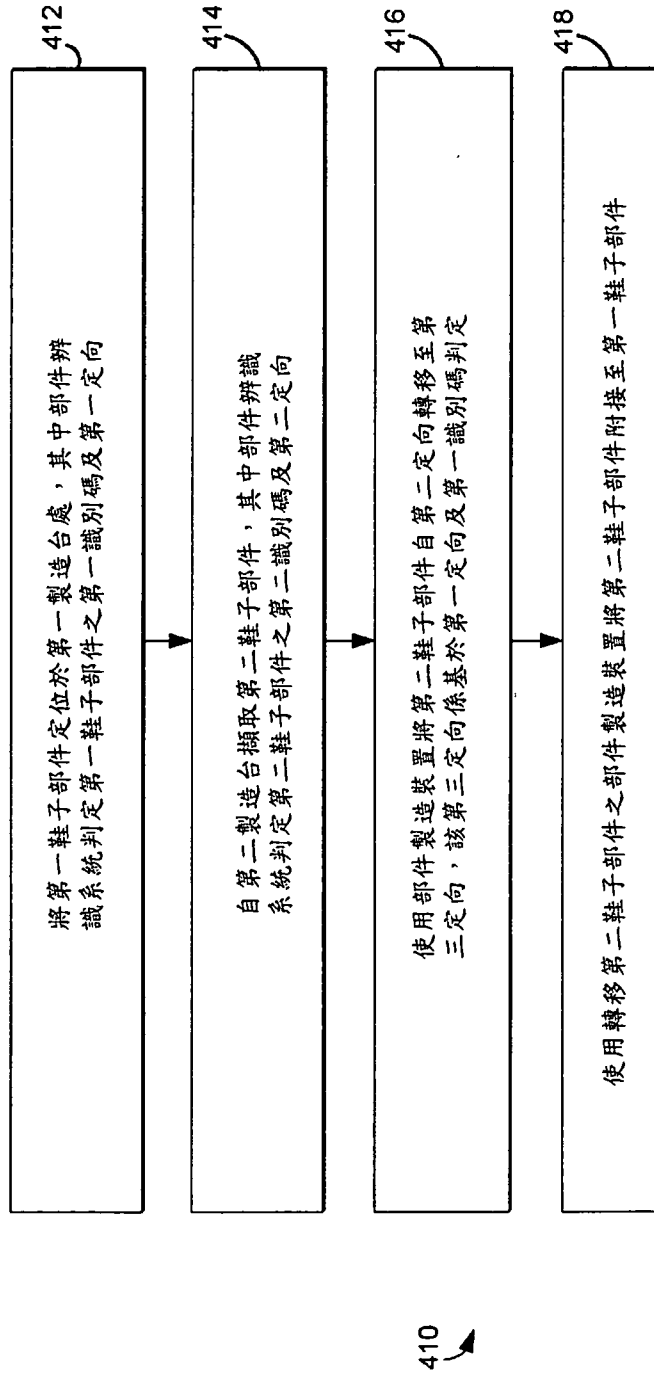 410
412
將第一鞋子部件定位於第一製造台處，其中部件辨
識系統判定第一鞋子部件之第一識別碼及第一定向
414
自第二製造台擷取第二鞋子部件，其中部件辨識
系統判定第二鞋子部件之第二識別碼及第二定向
416
使用部件製造裝置將第二鞋子部件自第二定向轉移至第
三定向，該第三定向係基於第一定向及第一識別碼判定
418
使用轉移第二鞋子部件之部件製造裝置將第二鞋子部件附接至第一鞋子部件